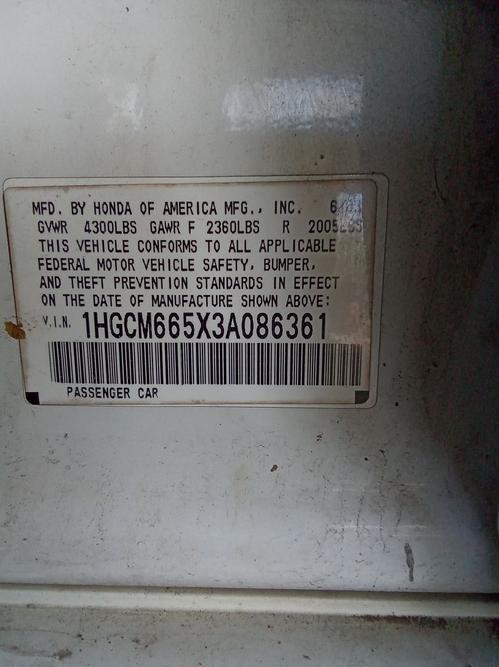 MFD. BY HONDA OF AMERICA MFG., INC.
GVWR 4300LBS GAWR F 2360LBS R 2005LBS
THIS VEHICLE CONFORMS TO ALL APPLICABLE
FEDERAL MOTOR VEHICLE SAFETY, BUMPER,
AND THEFT PREVENTION STANDARDS IN EFFECT
ON THE DATE OF MANUFACTURE SHOWN ABOVE:
V.I.N. 1HGCM665X3A086361
PASSENGER CAR